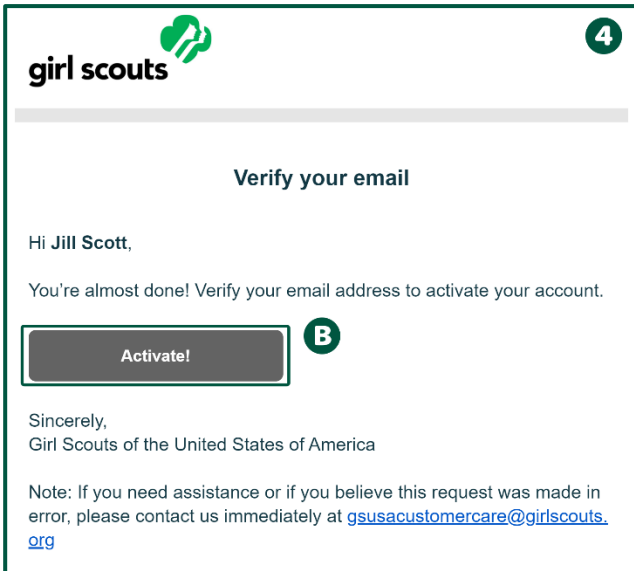 4
girl scouts
Verify your email
Hi Jill Scott,
You're almost done! Verify your email address to activate your account.
Activate!
B
Sincerely,
Girl Scouts of the United States of America
Note: If you need assistance or if you believe this request was made in
error, please contact us immediately at gsusacustomercare@girlscouts.
org